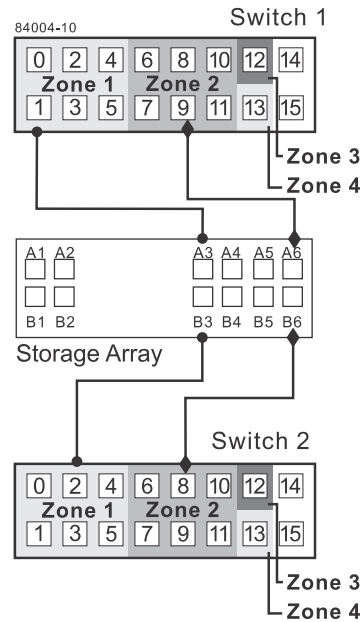 Switch 1
84004-10
0 2 4 6 8 10 12 14
Zone 1 Zone 2
1 3 5 7 9 11 13 15
Zone 3
Zone 4
A1 A2 A3 A4 A5 A6
B1 B2 B3 B4 B5 B6
Storage Array
Switch 2
0 2 4 6 8 10 12 14
Zone 1 Zone 2
1 3 5 7 9 11 13 15
Zone 3
Zone 4